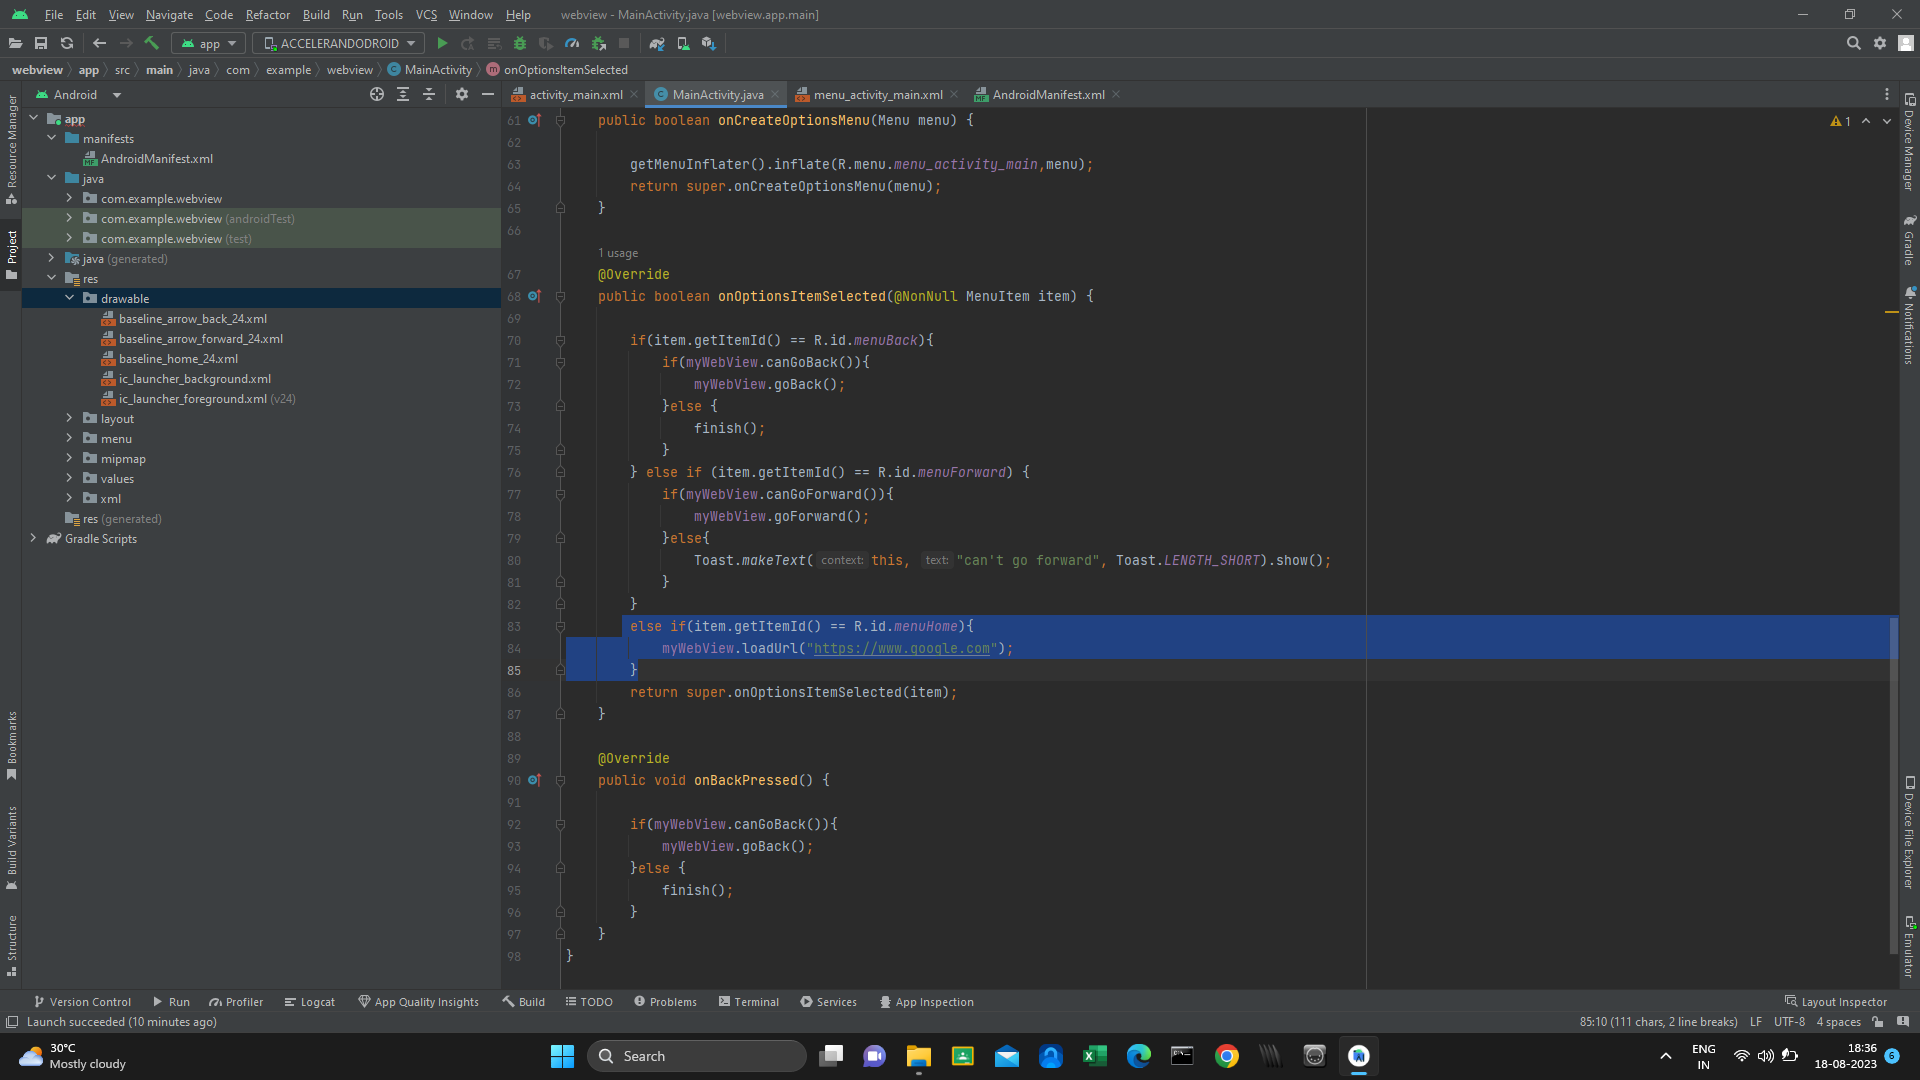 File Edit View Navigate Code Refactor Build Run Tools VCS Window Help webview - MainActivity.java [webview.app.main]
app ACCELERANDODROID
webview app src main java com example webview MainActivity onOptionsItemSelected
Android
activity_main.xml MainActivity.java menu_activity_main.xml AndroidManifest.xml
Resource Manager
Project
Bookmarks
Build Variants
Structure
app
manifests
AndroidManifest.xml
java
com.example.webview
com.example.webview (androidTest)
com.example.webview (test)
java (generated)
res
drawable
baseline_arrow_back_24.xml
baseline_arrow_forward_24.xml
baseline_home_24.xml
ic_launcher_background.xml
ic_launcher_foreground.xml (v24)
layout
menu
mipmap
values
xml
res (generated)
Gradle Scripts
61 public boolean onCreateOptionsMenu(Menu menu) {
62
63 getMenuInflater().inflate(R.menu.menu_activity_main,menu);
64 return super.onCreateOptionsMenu(menu);
65 }
66
1 usage
67 @Override
68 public boolean onOptionsItemSelected(@NonNull MenuItem item) {
69
70 if(item.getItemId() == R.id.menuBack){
71 if(myWebView.canGoBack()){
72 myWebView.goBack();
73 }else {
74 finish();
75 }
76 } else if (item.getItemId() == R.id.menuForward) {
77 if(myWebView.canGoForward()){
78 myWebView.goForward();
79 }else{
80 Toast.makeText( context: this, text: "can't go forward", Toast.LENGTH_SHORT).show();
81 }
82 }
83 else if(item.getItemId() == R.id.menuHome){
84 myWebView.loadUrl("https://www.google.com");
85 }
86 return super.onOptionsItemSelected(item);
87 }
88
89 @Override
90 public void onBackPressed() {
91
92 if(myWebView.canGoBack()){
93 myWebView.goBack();
94 }else {
95 finish();
96 }
97 }
98 }
1
Device Manager
Gradle
Notifications
Device File Explorer
Emulator
Version Control Run Profiler Logcat App Quality Insights Build TODO Problems Terminal Services App Inspection Layout Inspector
Launch succeeded (10 minutes ago) 85:10 (111 chars, 2 line breaks) LF UTF-8 4 spaces
30°C
Mostly cloudy
Search
ENG
IN
18:36
18-08-2023
6